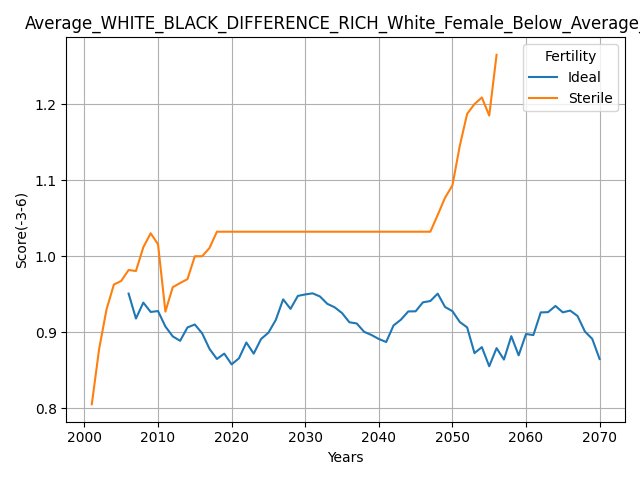 Average_WHITE_BLACK_DIFFERENCE_RICH_White_Female_Below_Average_
Fertility
Ideal
Sterile
Score(-3-6)
1.2
1.1
1.0
0.9
0.8
2000 2010 2020 2030 2040 2050 2060 2070
Years